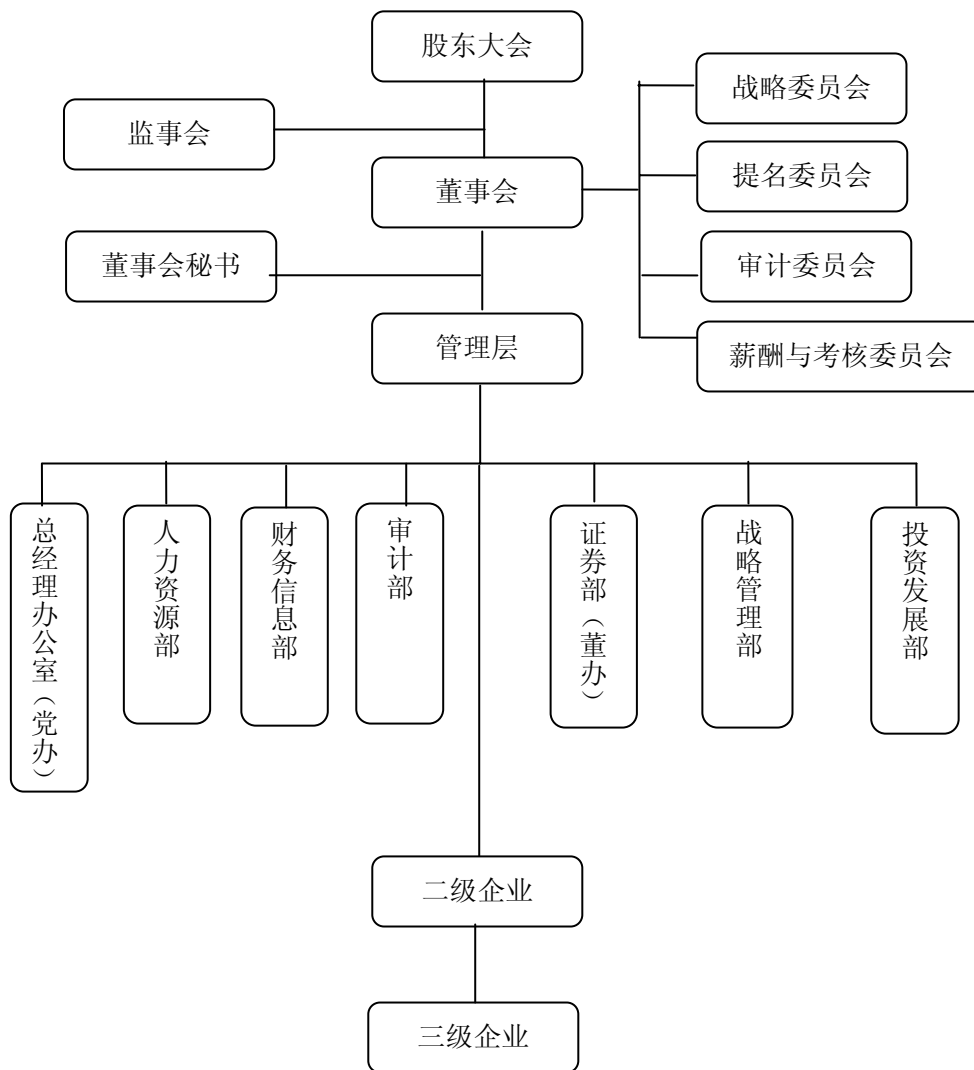 股东大会
战略委员会
监事会
提名委员会
董事会
董事会秘书
审计委员会
管理层
薪酬与考核委员会
总经理办公室（党办）
人力资源部
财务信息部
审计部
证券部（董办）
战略管理部
投资发展部
二级企业
三级企业